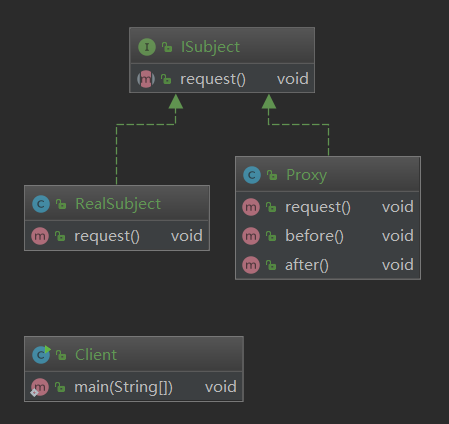 I ISubject
m request() void
C RealSubject
m request() void
C Proxy
m request() void
m before() void
m after() void
C Client
m main(String[]) void